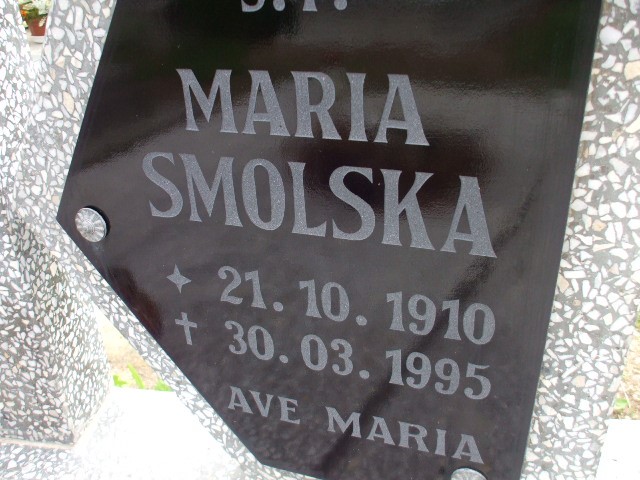 MARIA
SMOLSKA
21. 10. 1910
30. 03. 1995
AVE MARIA